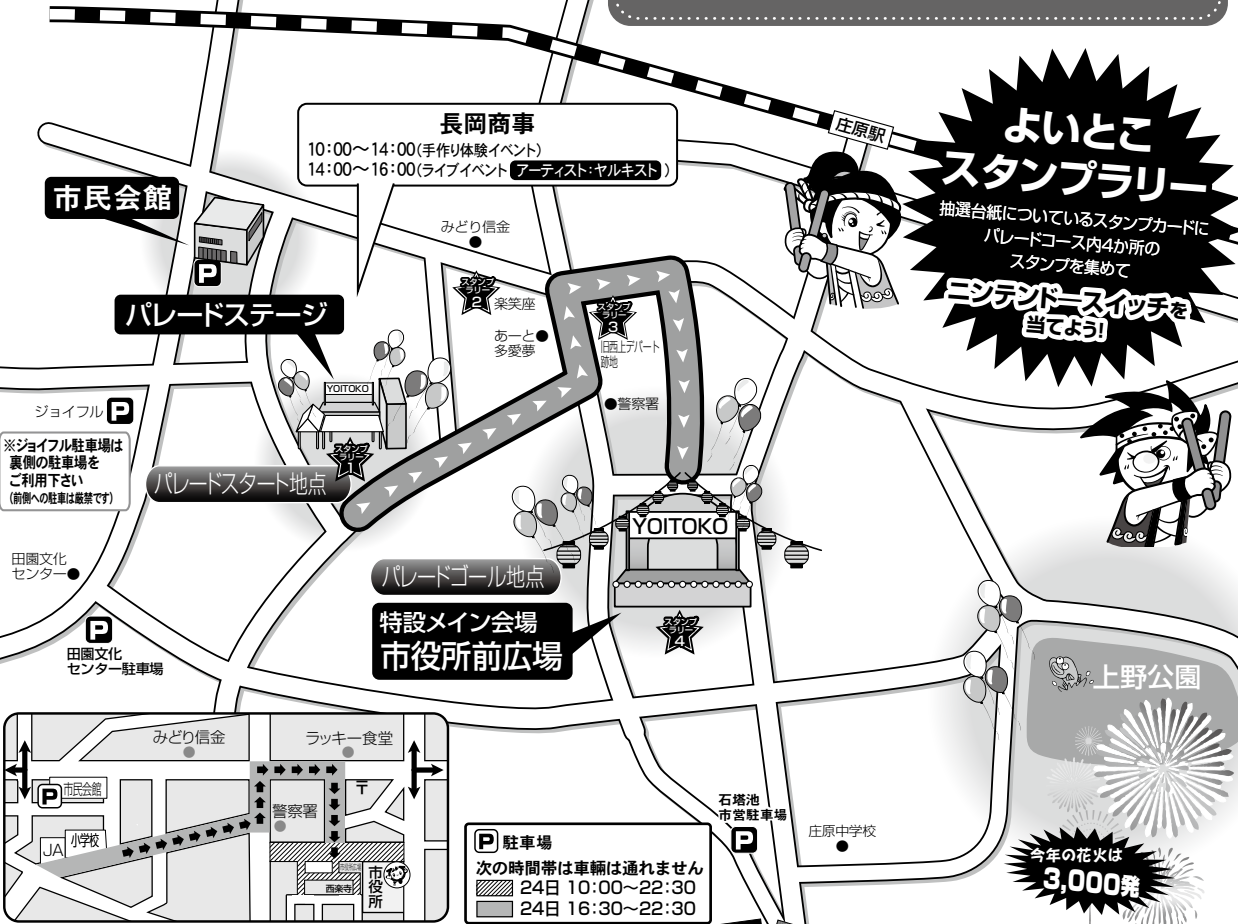 庄原駅
よいとこ
スタンプラリー
抽選台紙についているスタンプカードに
パレードコース内4か所の
スタンプを集めて
ニンテンドースイッチを
当てよう!
長岡商事
10:00〜14:00(手作り体験イベント)
14:00〜16:00(ライブイベント アーティスト:ヤルキスト)
市民会館
P
みどり信金
パレードステージ
スタンプ
ラリー
2
楽笑座
あーと
多愛夢
スタンプ
ラリー
3
旧西上デパート
跡地
警察署
YOITOKO
スタンプ
ラリー
1
ジョイフル P
※ジョイフル駐車場は
裏側の駐車場を
ご利用下さい
(前側への駐車は厳禁です)
パレードスタート地点
田園文化
センター
P
田園文化
センター駐車場
YOITOKO
パレードゴール地点
特設メイン会場
市役所前広場
スタンプ
ラリー
4
上野公園
みどり信金
ラッキー食堂
P 市民会館
〒
警察署
JA
小学校
西楽寺
市役所
P 駐車場
次の時間帯は車輛は通れません
24日 10:00〜22:30
24日 16:30〜22:30
石塔池
市営駐車場
P
庄原中学校
今年の花火は
3,000発